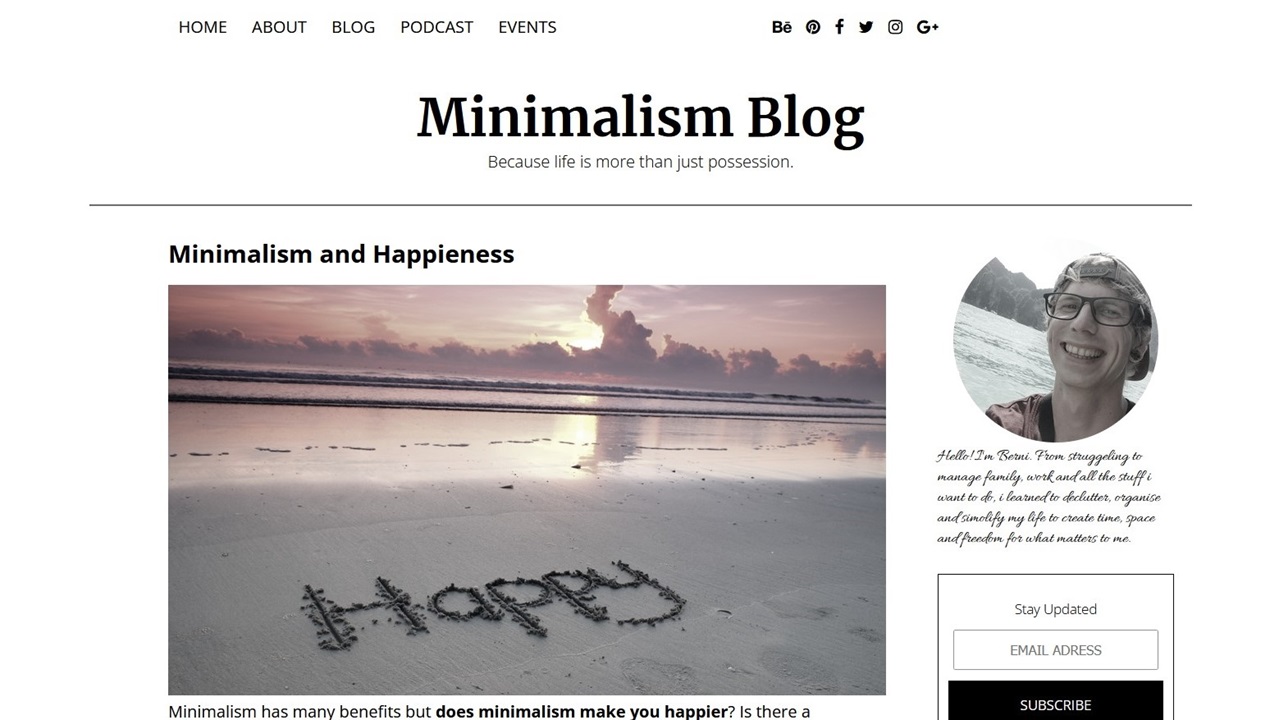 HOME ABOUT BLOG PODCAST EVENTS
Bē
Minimalism Blog
Because life is more than just possession.
Minimalism and Happieness
Happy
Minimalism has many benefits but does minimalism make you happier? Is there a
Hello! I'm Berni. From struggling to
manage family, work and all the stuff i
want to do, i learned to declutter, organise
and simolify my life to create time, space
and freedom for what matters to me.
Stay Updated
EMAIL ADRESS
SUBSCRIBE